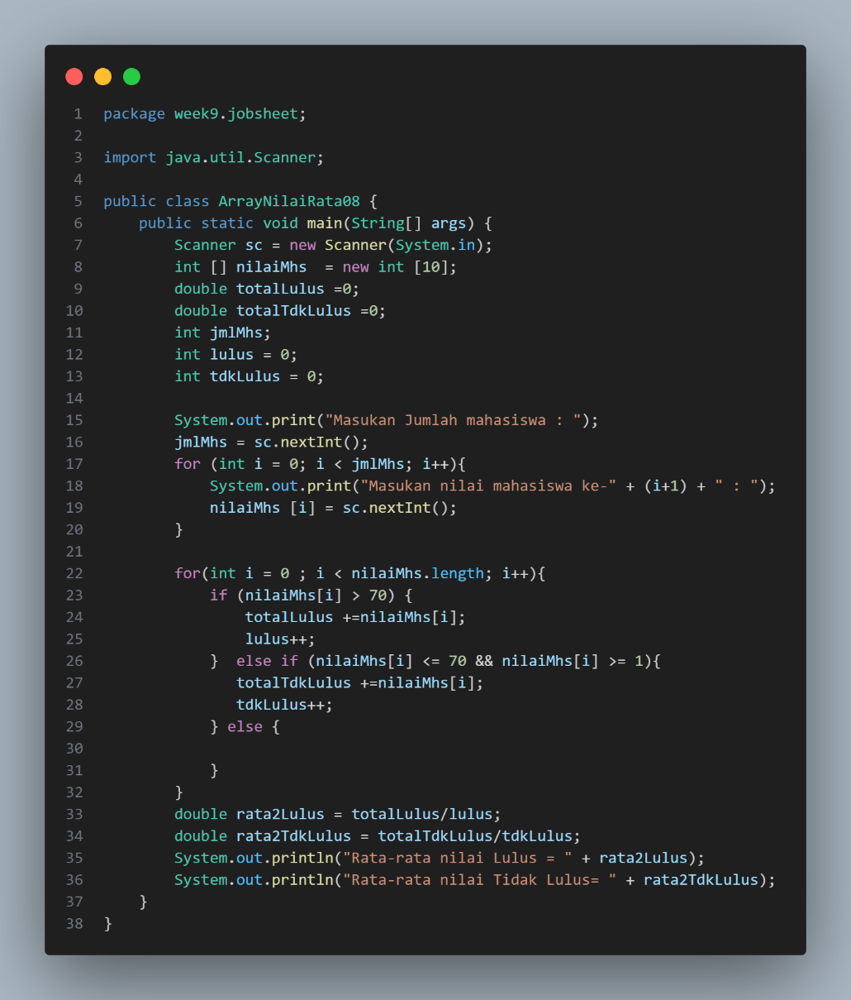 1 package week9.jobsheet;
2
3 import java.util.Scanner;
4
5 public class ArrayNilaiRata08 {
6     public static void main(String[] args) {
7         Scanner sc = new Scanner(System.in);
8         int [] nilaiMhs  = new int [10];
9         double totalLulus =0;
10         double totalTdkLulus =0;
11         int jmlMhs;
12         int lulus = 0;
13         int tdkLulus = 0;
14
15         System.out.print("Masukan Jumlah mahasiswa : ");
16         jmlMhs = sc.nextInt();
17         for (int i = 0; i < jmlMhs; i++){
18             System.out.print("Masukan nilai mahasiswa ke-" + (i+1) + " : ");
19             nilaiMhs [i] = sc.nextInt();
20         }
21
22         for(int i = 0 ; i < nilaiMhs.length; i++){
23             if (nilaiMhs[i] > 70) {
24                 totalLulus +=nilaiMhs[i];
25                 lulus++;
26             }  else if (nilaiMhs[i] <= 70 && nilaiMhs[i] >= 1){
27                totalTdkLulus +=nilaiMhs[i];
28                tdkLulus++;
29             } else {
30
31             }
32         }
33         double rata2Lulus = totalLulus/lulus;
34         double rata2TdkLulus = totalTdkLulus/tdkLulus;
35         System.out.println("Rata-rata nilai Lulus = " + rata2Lulus);
36         System.out.println("Rata-rata nilai Tidak Lulus= " + rata2TdkLulus);
37     }
38 }